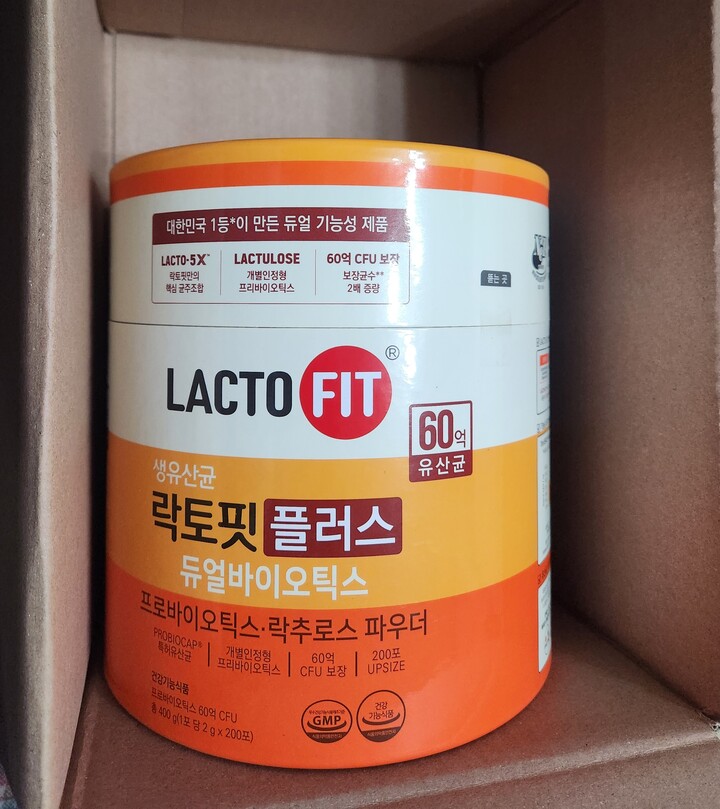 대한민국 1등*이 만든 듀얼 기능성 제품
LACTO-5X™
락토핏만의
핵심 균주조합
LACTULOSE
개별인정형
프리바이오틱스
60억 CFU 보장
보장균수**
2배 증량
뜯는 곳
LACTO FIT®
60억
유산균
생유산균
락토핏 플러스
듀얼바이오틱스
프로바이오틱스·락추로스 파우더
PROBIOCAP®
특허유산균
개별인정형
프리바이오틱스
60억
CFU 보장
200포
UPSIZE
건강기능식품
프로바이오틱스 60억 CFU
총 400 g(1포 당 2 g x 200포)
GMP
건강
기능식품